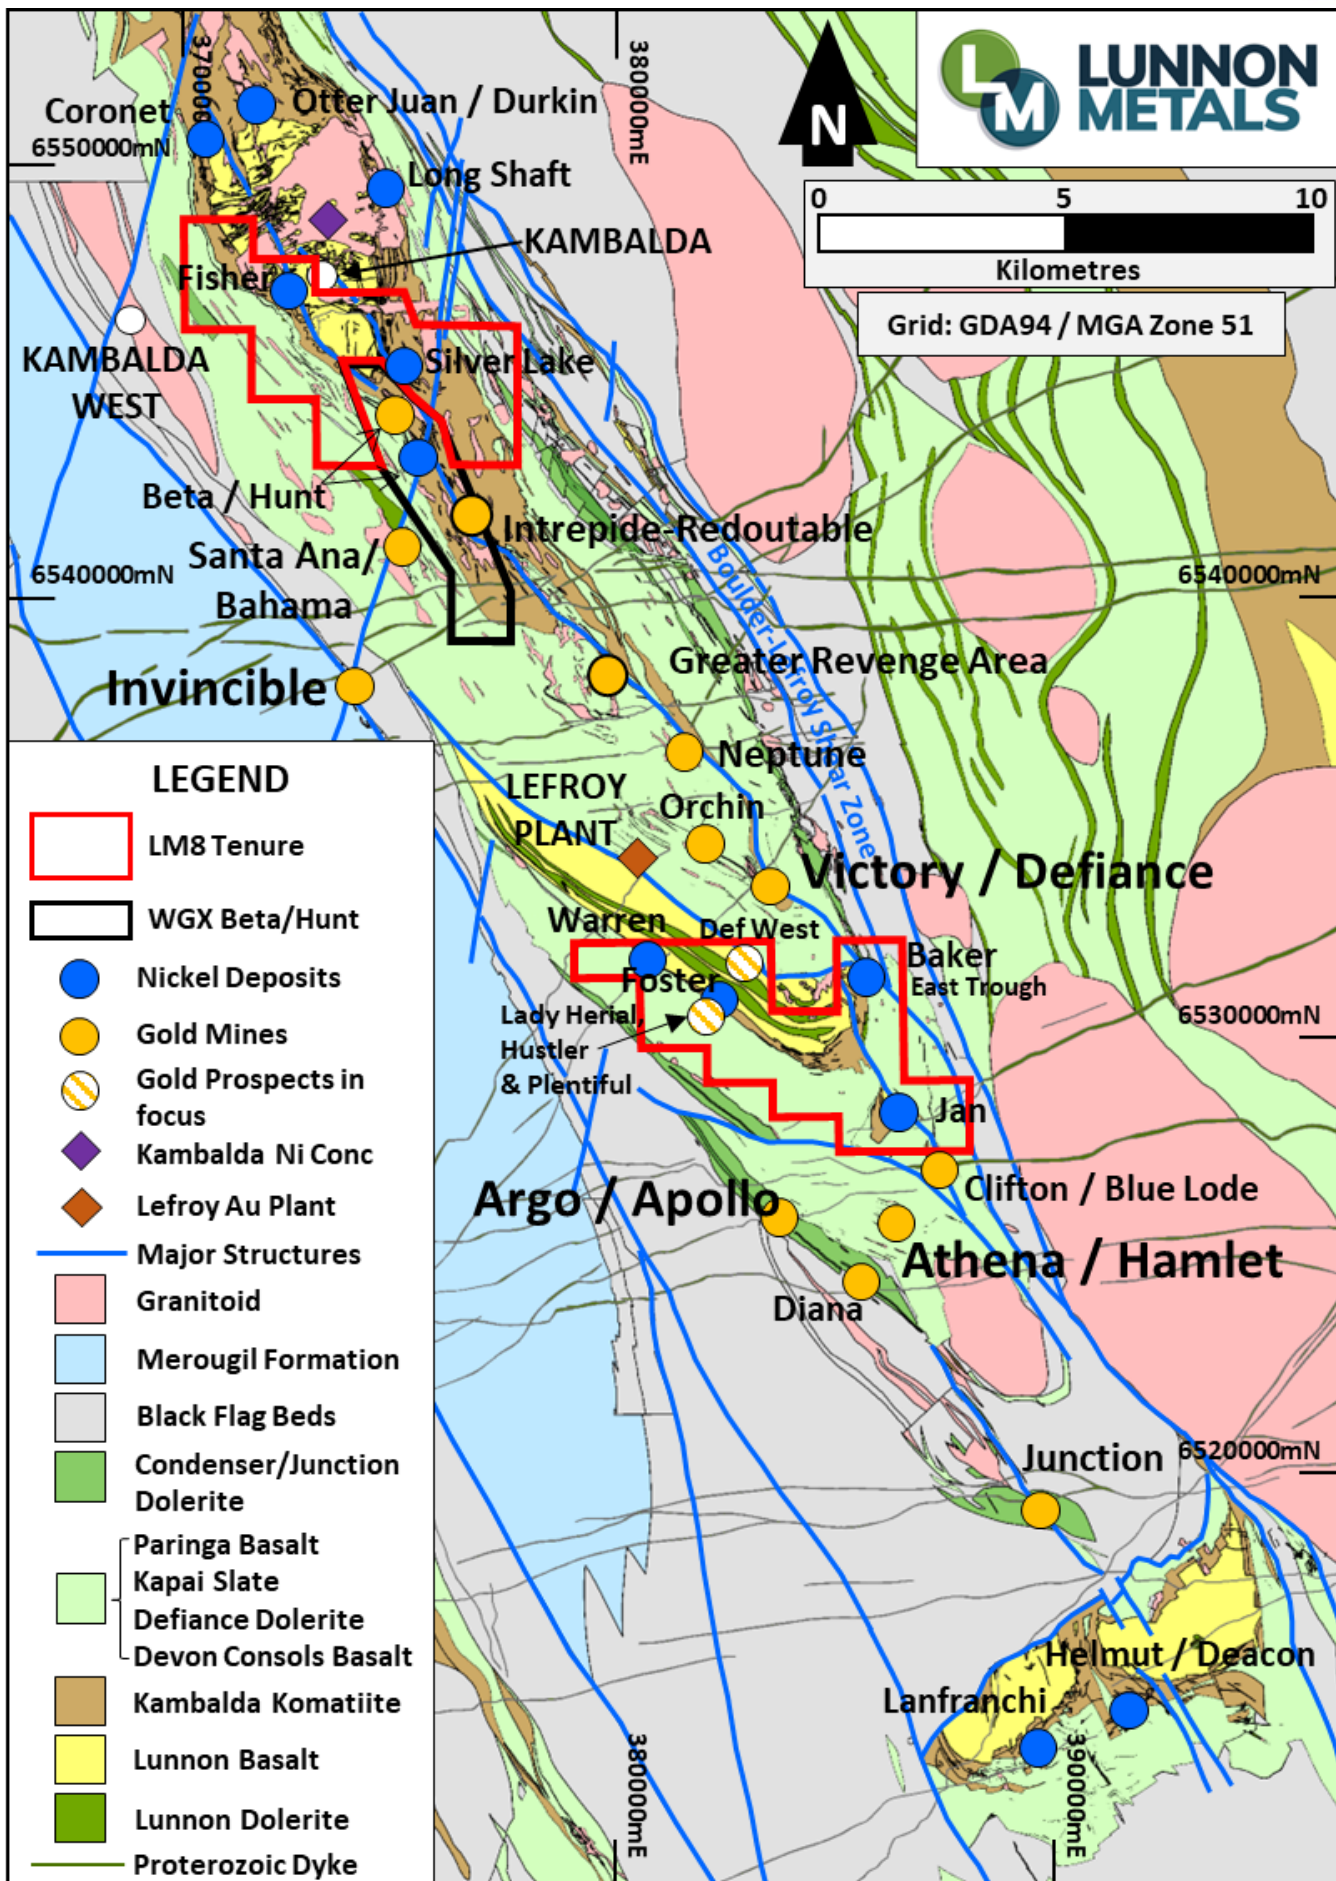 370000
380000mE
LM
LUNNON
METALS
Coronet
6550000mN
Otter Juan / Durkin
N
Long Shaft
0 5 10
Kilometres
KAMBALDA
Fisher
Grid: GDA94 / MGA Zone 51
KAMBALDA
WEST
Silver Lake
Beta / Hunt
Intrepide-Redoutable
Santa Ana/
Bahama
6540000mN
6540000mN
Boulder-Lefroy Shear Zone
Greater Revenge Area
Invincible
Neptune
LEFROY
PLANT
Orchin
Victory / Defiance
Warren
Def West
Foster
Baker
East Trough
Lady Herial,
Hustler
& Plentiful
6530000mN
Jan
Clifton / Blue Lode
Argo / Apollo
Athena / Hamlet
Diana
Junction
6520000mN
Helmut / Deacon
Lanfranchi
380000mE
390000mE
LEGEND
LM8 Tenure
WGX Beta/Hunt
Nickel Deposits
Gold Mines
Gold Prospects in
focus
Kambalda Ni Conc
Lefroy Au Plant
Major Structures
Granitoid
Merougil Formation
Black Flag Beds
Condenser/Junction
Dolerite
Paringa Basalt
Kapai Slate
Defiance Dolerite
Devon Consols Basalt
Kambalda Komatiite
Lunnon Basalt
Lunnon Dolerite
Proterozoic Dyke